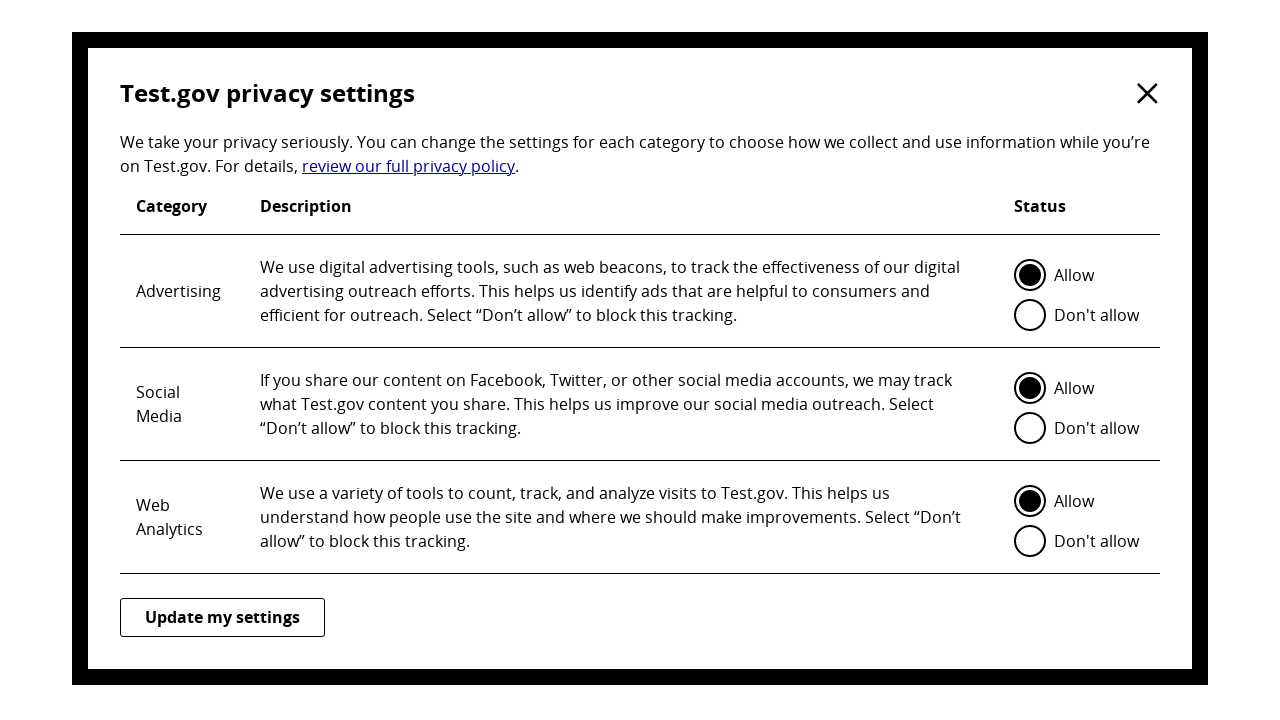 Test.gov privacy settings
We take your privacy seriously. You can change the settings for each category to choose how we collect and use information while you’re
on Test.gov. For details, review our full privacy policy.
Category Description Status
Advertising
We use digital advertising tools, such as web beacons, to track the effectiveness of our digital
advertising outreach efforts. This helps us identify ads that are helpful to consumers and
efficient for outreach. Select “Don’t allow” to block this tracking.
Allow
Don't allow
Social
Media
If you share our content on Facebook, Twitter, or other social media accounts, we may track
what Test.gov content you share. This helps us improve our social media outreach. Select
“Don’t allow” to block this tracking.
Allow
Don't allow
Web
Analytics
We use a variety of tools to count, track, and analyze visits to Test.gov. This helps us
understand how people use the site and where we should make improvements. Select “Don’t
allow” to block this tracking.
Allow
Don't allow
Update my settings